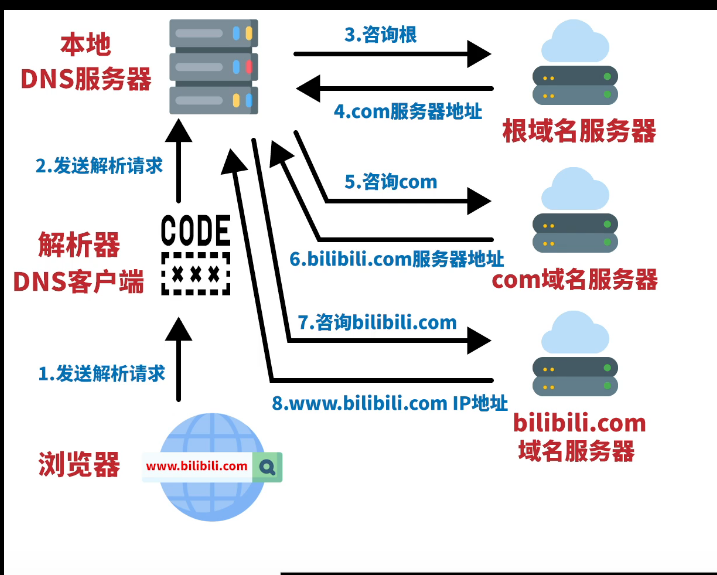 本地
DNS服务器
3.咨询根
4.com服务器地址
根域名服务器
2.发送解析请求
5.咨询com
CODE
解析器
DNS客户端
×××
6.bilibili.com服务器地址
com域名服务器
7.咨询bilibili.com
1.发送解析请求
8.www.bilibili.com IP地址
bilibili.com
域名服务器
浏览器
www.bilibili.com